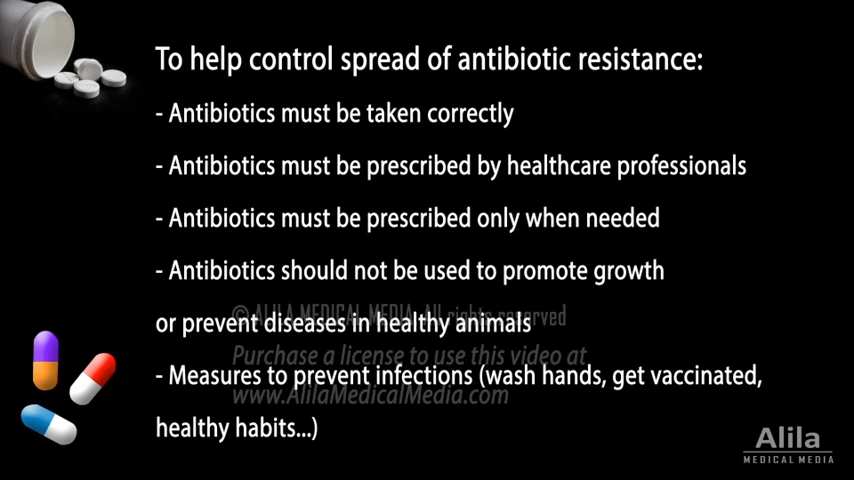 To help control spread of antibiotic resistance:
- Antibiotics must be taken correctly
- Antibiotics must be prescribed by healthcare professionals
- Antibiotics must be prescribed only when needed
- Antibiotics should not be used to promote growth
© ALILA MEDICAL MEDIA. All rights reserved
or prevent diseases in healthy animals
Purchase a license to use this video at
- Measures to prevent infections (wash hands, get vaccinated,
www.AlilaMedicalMedia.com
healthy habits...)
Alila
MEDICAL MEDIA